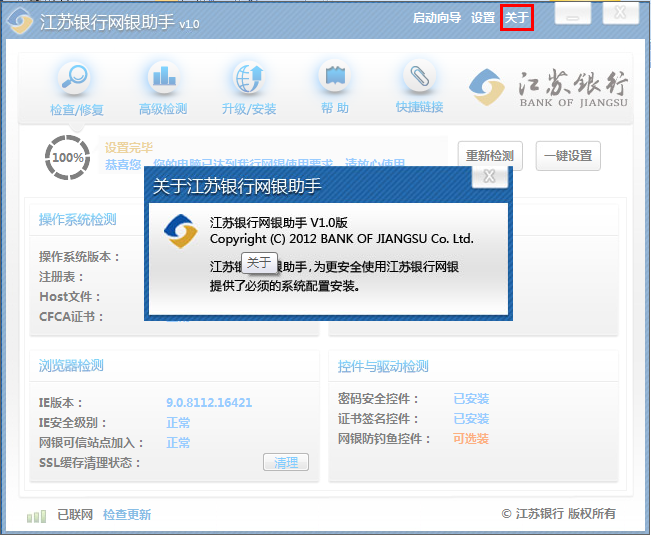 江苏银行网银助手 v1.0
启动向导 设置 关于
检查/修复 高级检测 升级/安装 帮 助 快捷链接
江苏银行
BANK OF JIANGSU
100%
设置完毕
恭喜您，您的电脑已达到我行网银使用要求，请放心使用
重新检测 一键设置
关于江苏银行网银助手
X
江苏银行网银助手 V1.0版
Copyright (C) 2012 BANK OF JIANGSU Co. Ltd.
江苏银 关于 银助手，为更安全使用江苏银行网银
提供了必须的系统配置安装。
操作系统检测
操作系统版本：
注册表：
Host文件：
CFCA证书：
浏览器检测
IE版本： 9.0.8112.16421
IE安全级别： 正常
网银可信站点加入： 正常
SSL缓存清理状态： 清理
控件与驱动检测
密码安全控件： 已安装
证书签名控件： 已安装
网银防钓鱼控件： 可选装
已联网 检查更新
© 江苏银行 版权所有